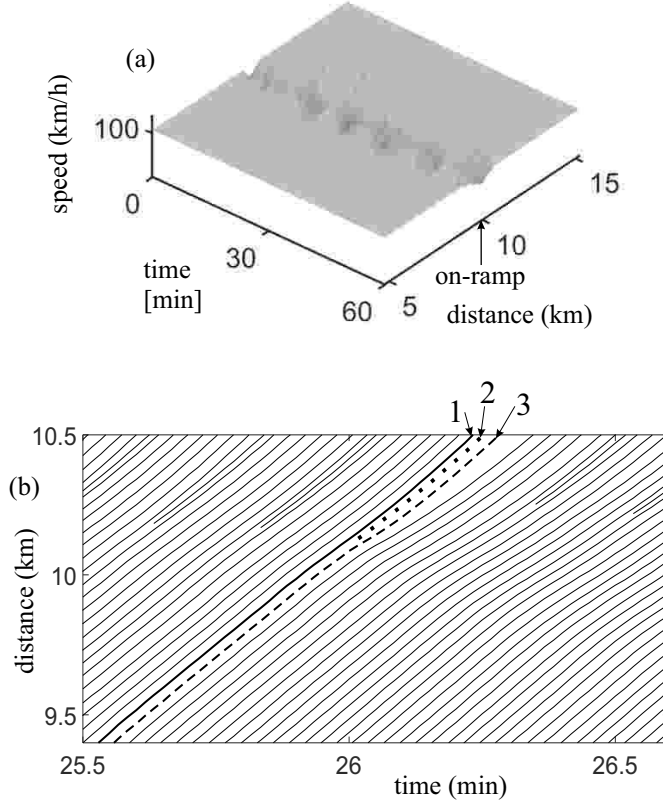 (a)
speed (km/h)
100
0
30
60
time
[min]
5
10
15
on-ramp
distance (km)
1 2 3
(b)
distance (km)
10.5
10
9.5
25.5 26 26.5
time (min)